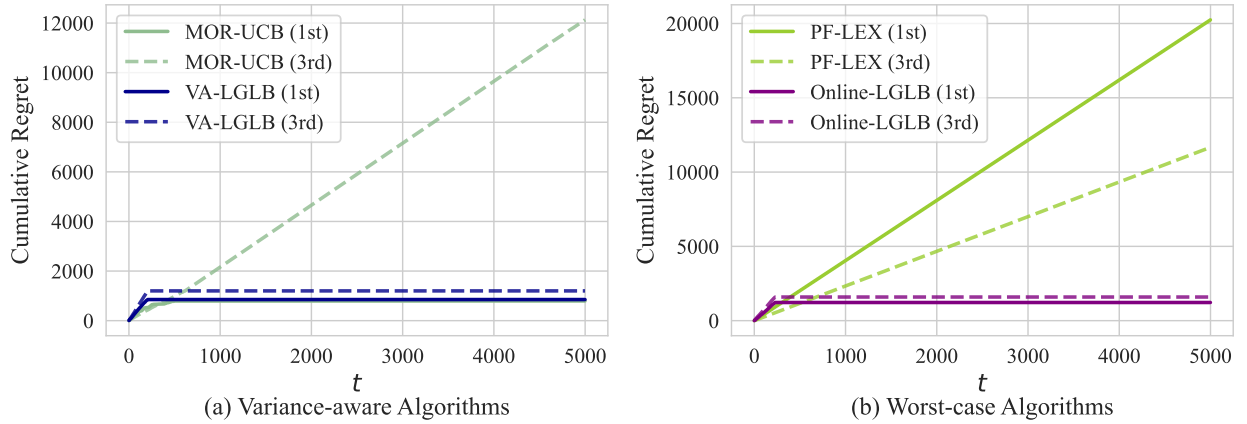 12000
10000
8000
6000
4000
2000
0
Cumulative Regret
MOR-UCB (1st)
MOR-UCB (3rd)
VA-LGLB (1st)
VA-LGLB (3rd)
0 1000 2000 3000 4000 5000
t
(a) Variance-aware Algorithms
20000
15000
10000
5000
0
Cumulative Regret
PF-LEX (1st)
PF-LEX (3rd)
Online-LGLB (1st)
Online-LGLB (3rd)
0 1000 2000 3000 4000 5000
t
(b) Worst-case Algorithms